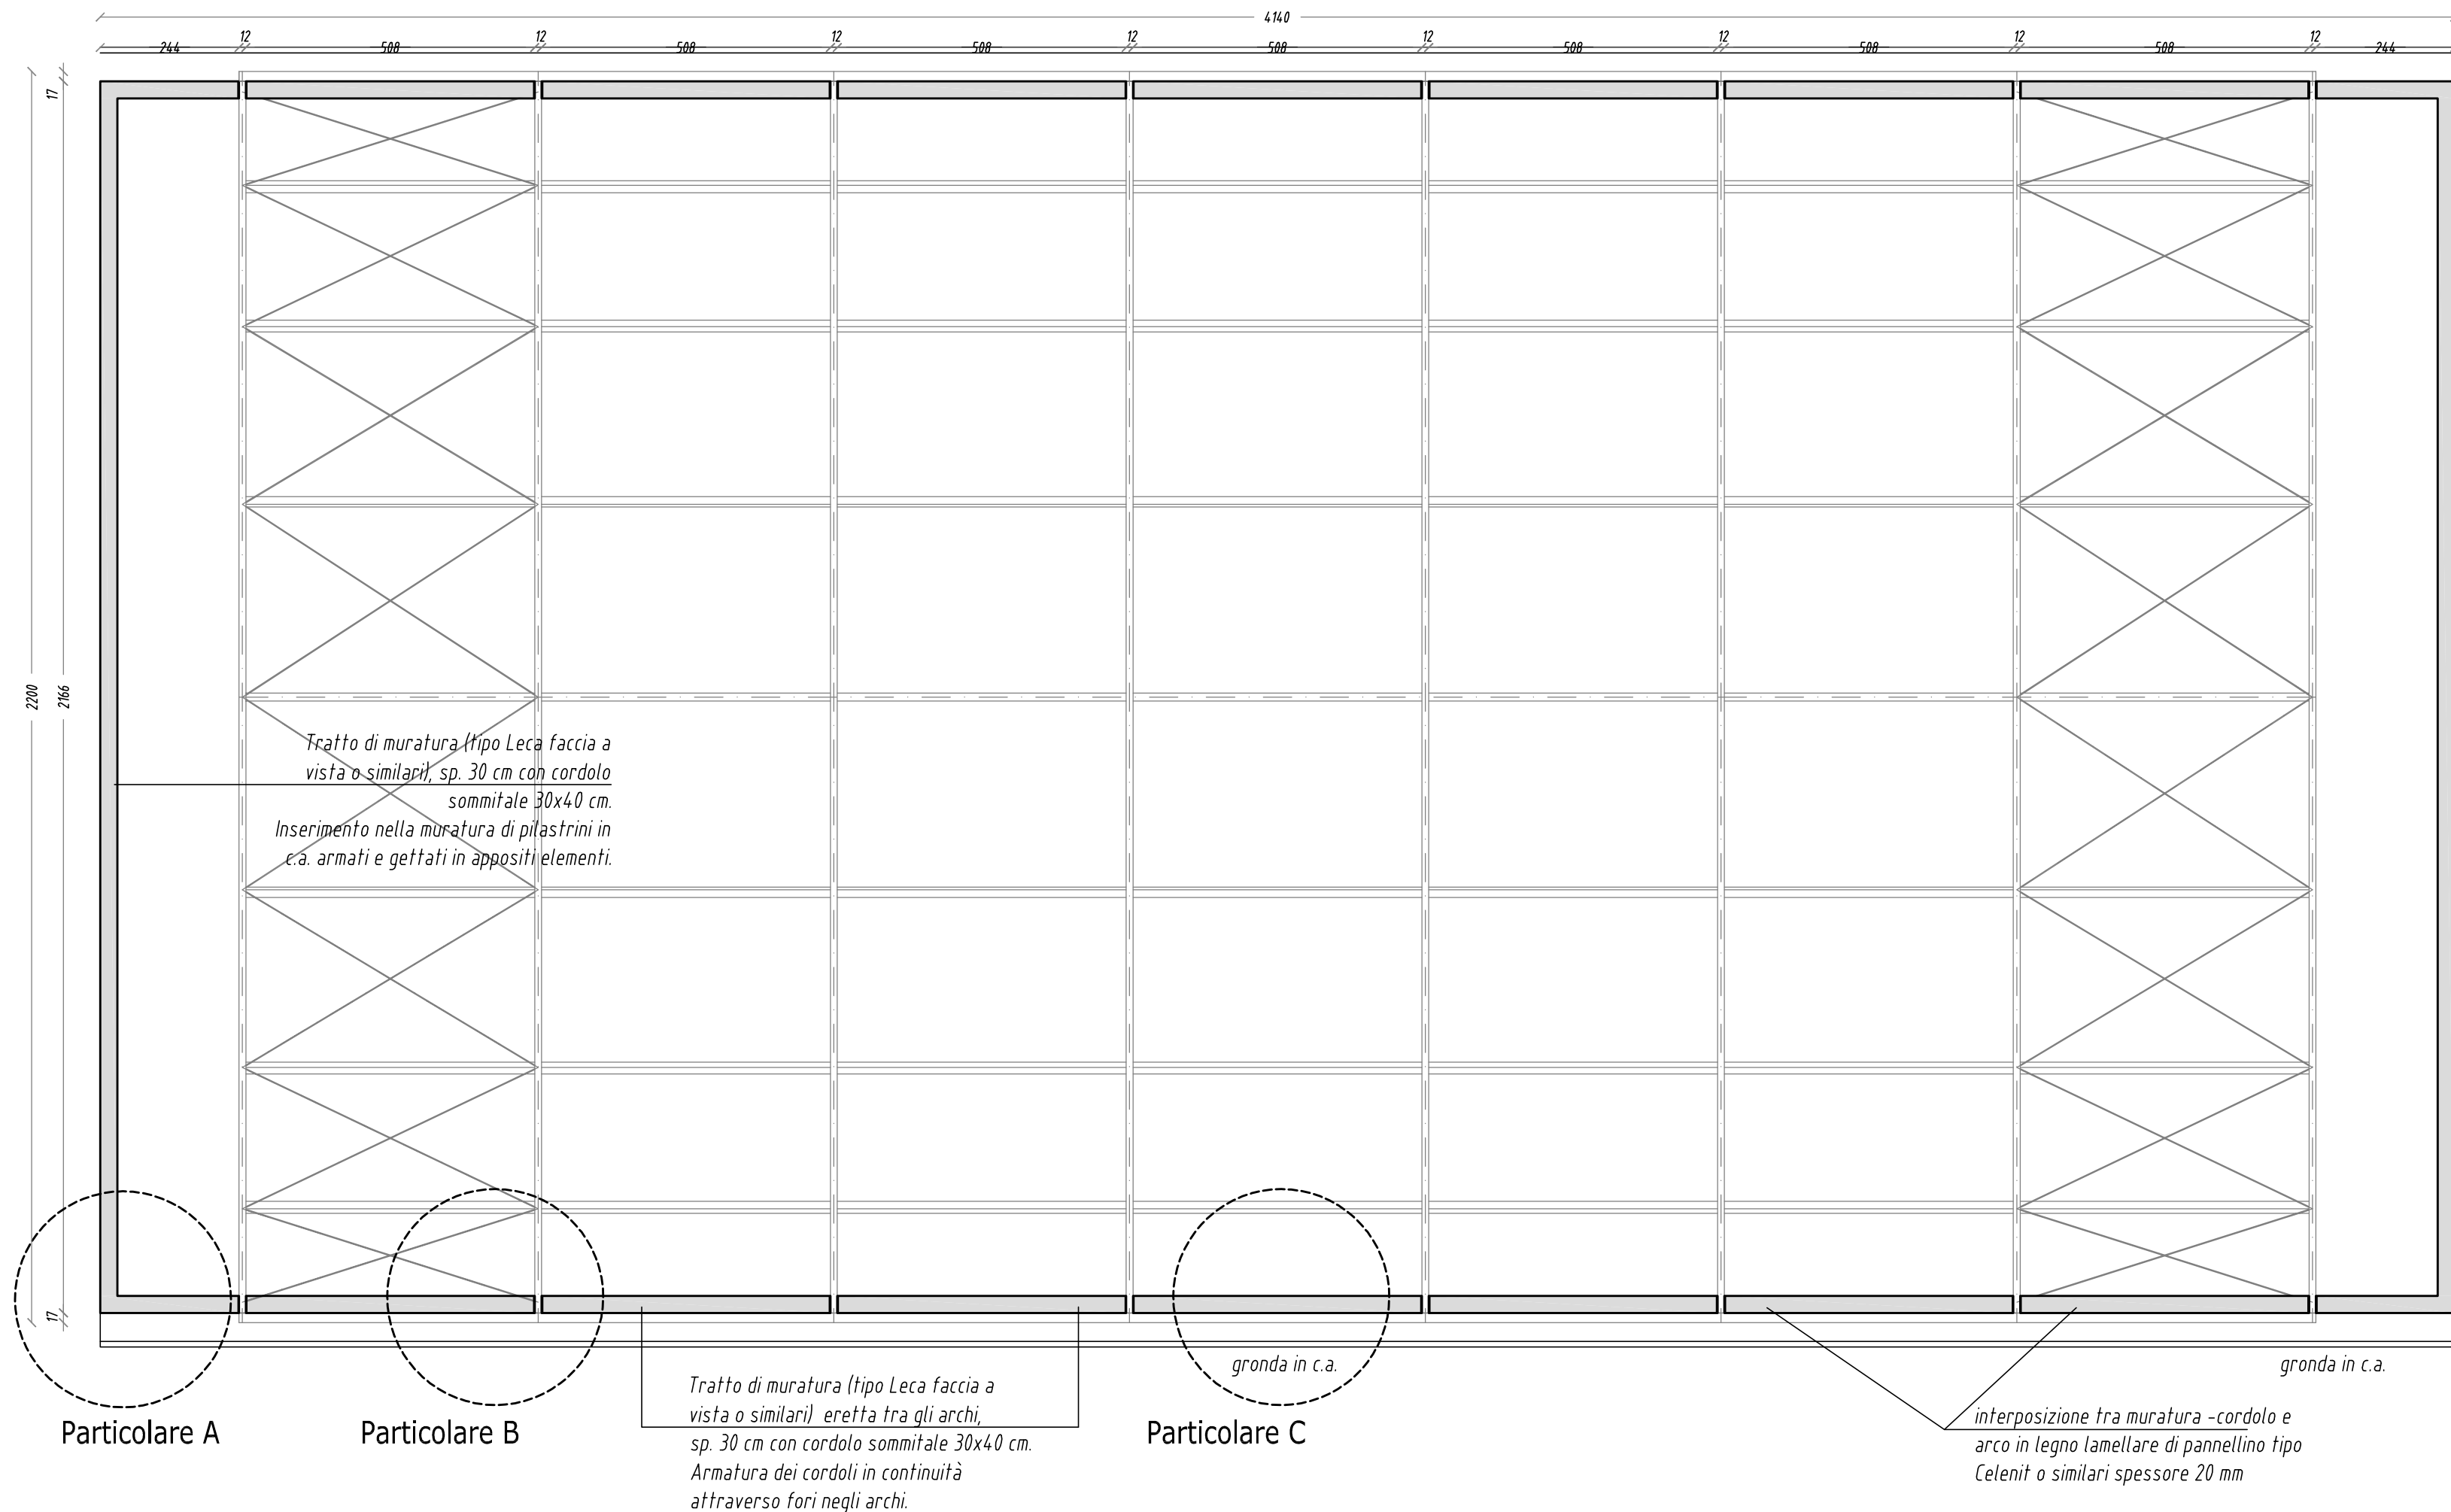 4140
244 12 508 12 508 12 508 12 508 12 508 12 508 12 508 12 244
17
2200
2166
17
Tratto di muratura (tipo Leca faccia a
vista o similari), sp. 30 cm con cordolo
sommitale 30x40 cm.
Inserimento nella muratura di pilastrini in
c.a. armati e gettati in appositi elementi.
gronda in c.a.
gronda in c.a.
Particolare A
Particolare B
Tratto di muratura (tipo Leca faccia a
vista o similari) eretta tra gli archi,
sp. 30 cm con cordolo sommitale 30x40 cm.
Armatura dei cordoli in continuità
attraverso fori negli archi.
Particolare C
interposizione tra muratura -cordolo e
arco in legno lamellare di pannellino tipo
Celenit o similari spessore 20 mm